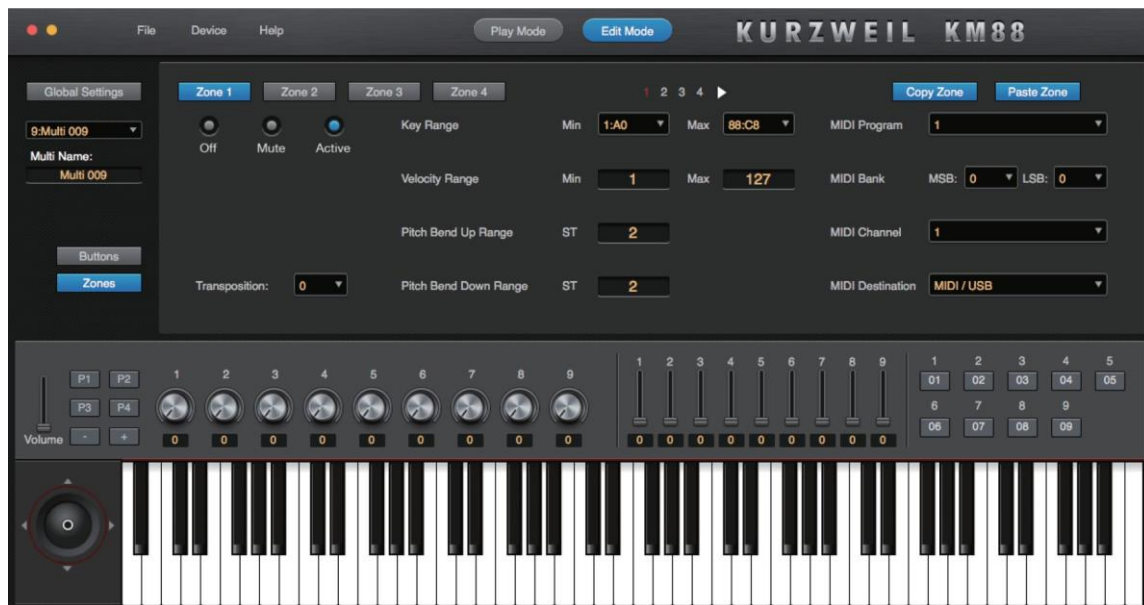 File Device Help Play Mode Edit Mode KURZWEIL KM88
Global Settings Zone 1 Zone 2 Zone 3 Zone 4 1 2 3 4 Copy Zone Paste Zone
9:Multi 009 Key Range Min 1:A0 Max 88:C8 MIDI Program 1
Off Mute Active
Multi Name:
Multi 009 Velocity Range Min 1 Max 127 MIDI Bank MSB: 0 LSB: 0
Pitch Bend Up Range ST 2 MIDI Channel 1
Buttons
Zones Transposition: 0 Pitch Bend Down Range ST 2 MIDI Destination MIDI / USB
1 2 3 4 5 6 7 8 9 1 2 3 4 5
P1 P2 1 2 3 4 5 6 7 8 9 01 02 03 04 05
P3 P4 6 7 8 9
Volume - + 06 07 08 09
0 0 0 0 0 0 0 0 0 0 0 0 0 0 0 0 0 0